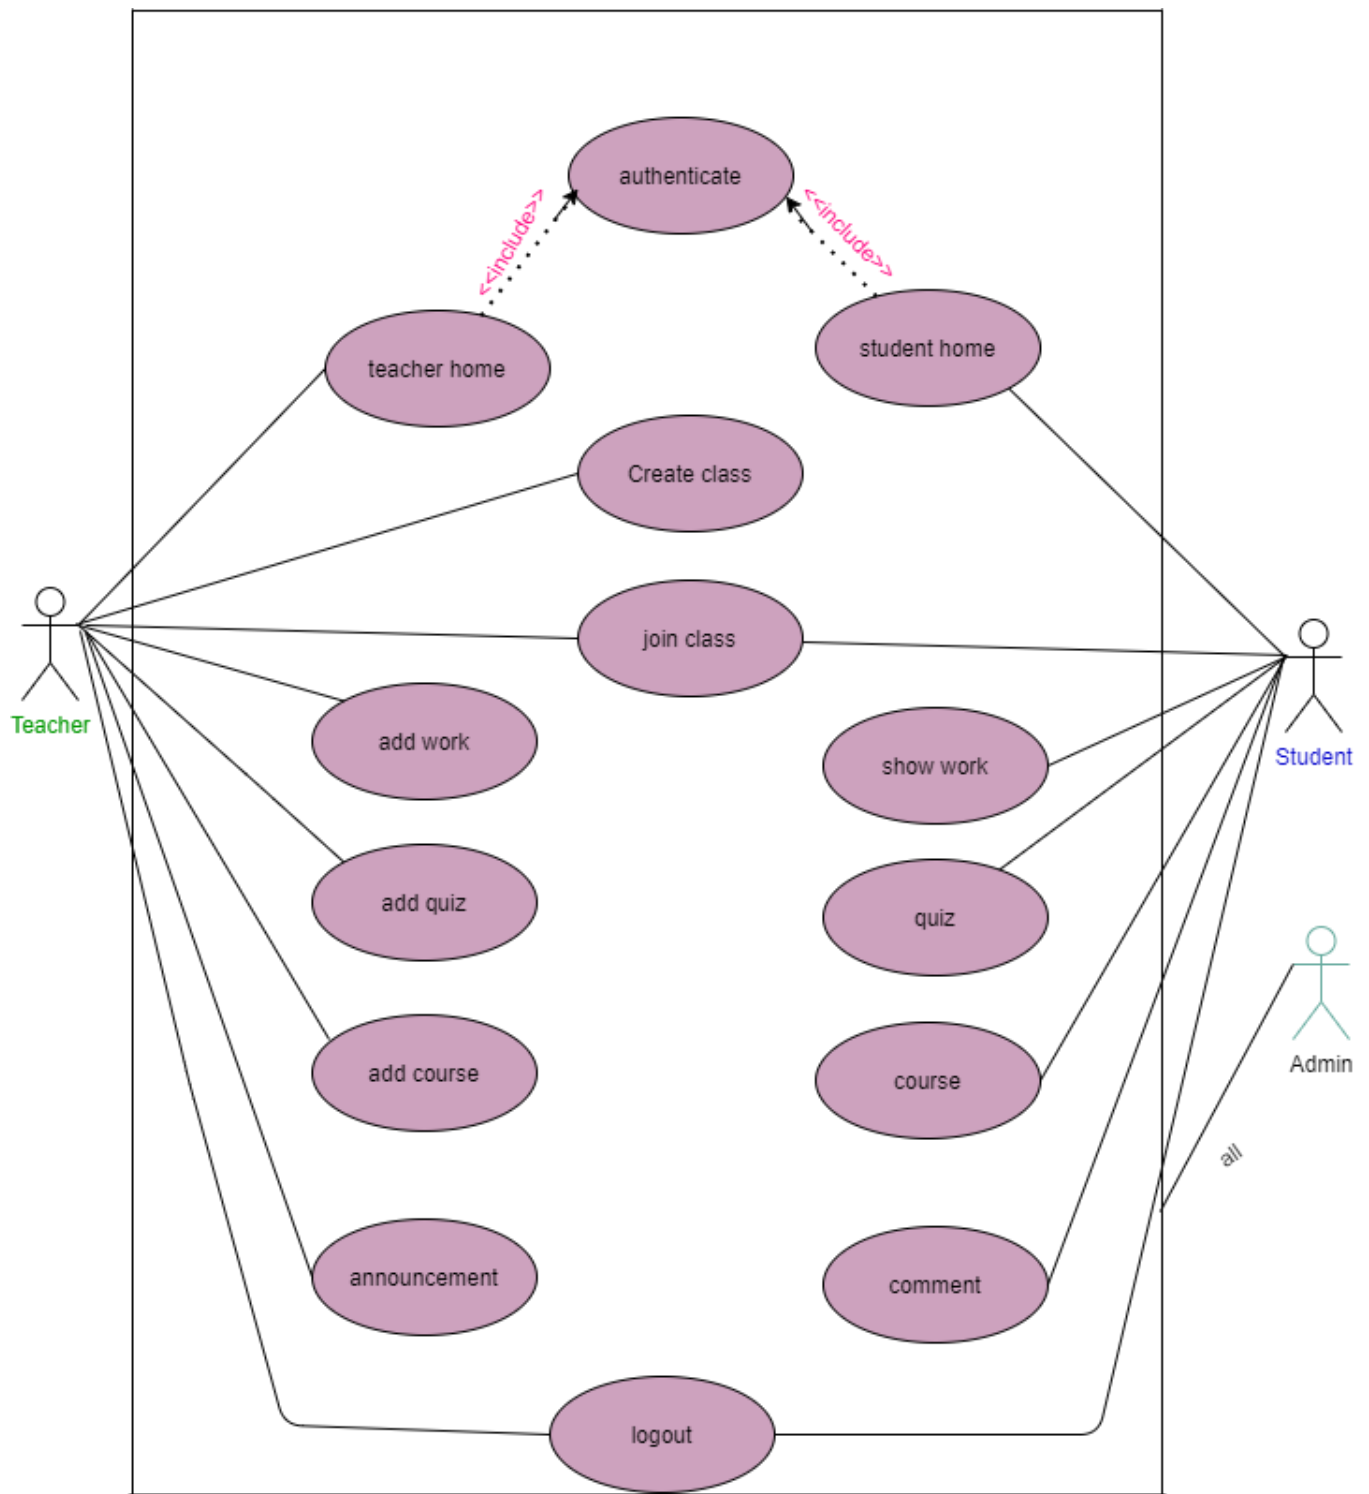 authenticate
<<include>>
<<include>>
teacher home
student home
Create class
join class
Teacher
Student
add work
show work
add quiz
quiz
Admin
add course
course
all
announcement
comment
logout